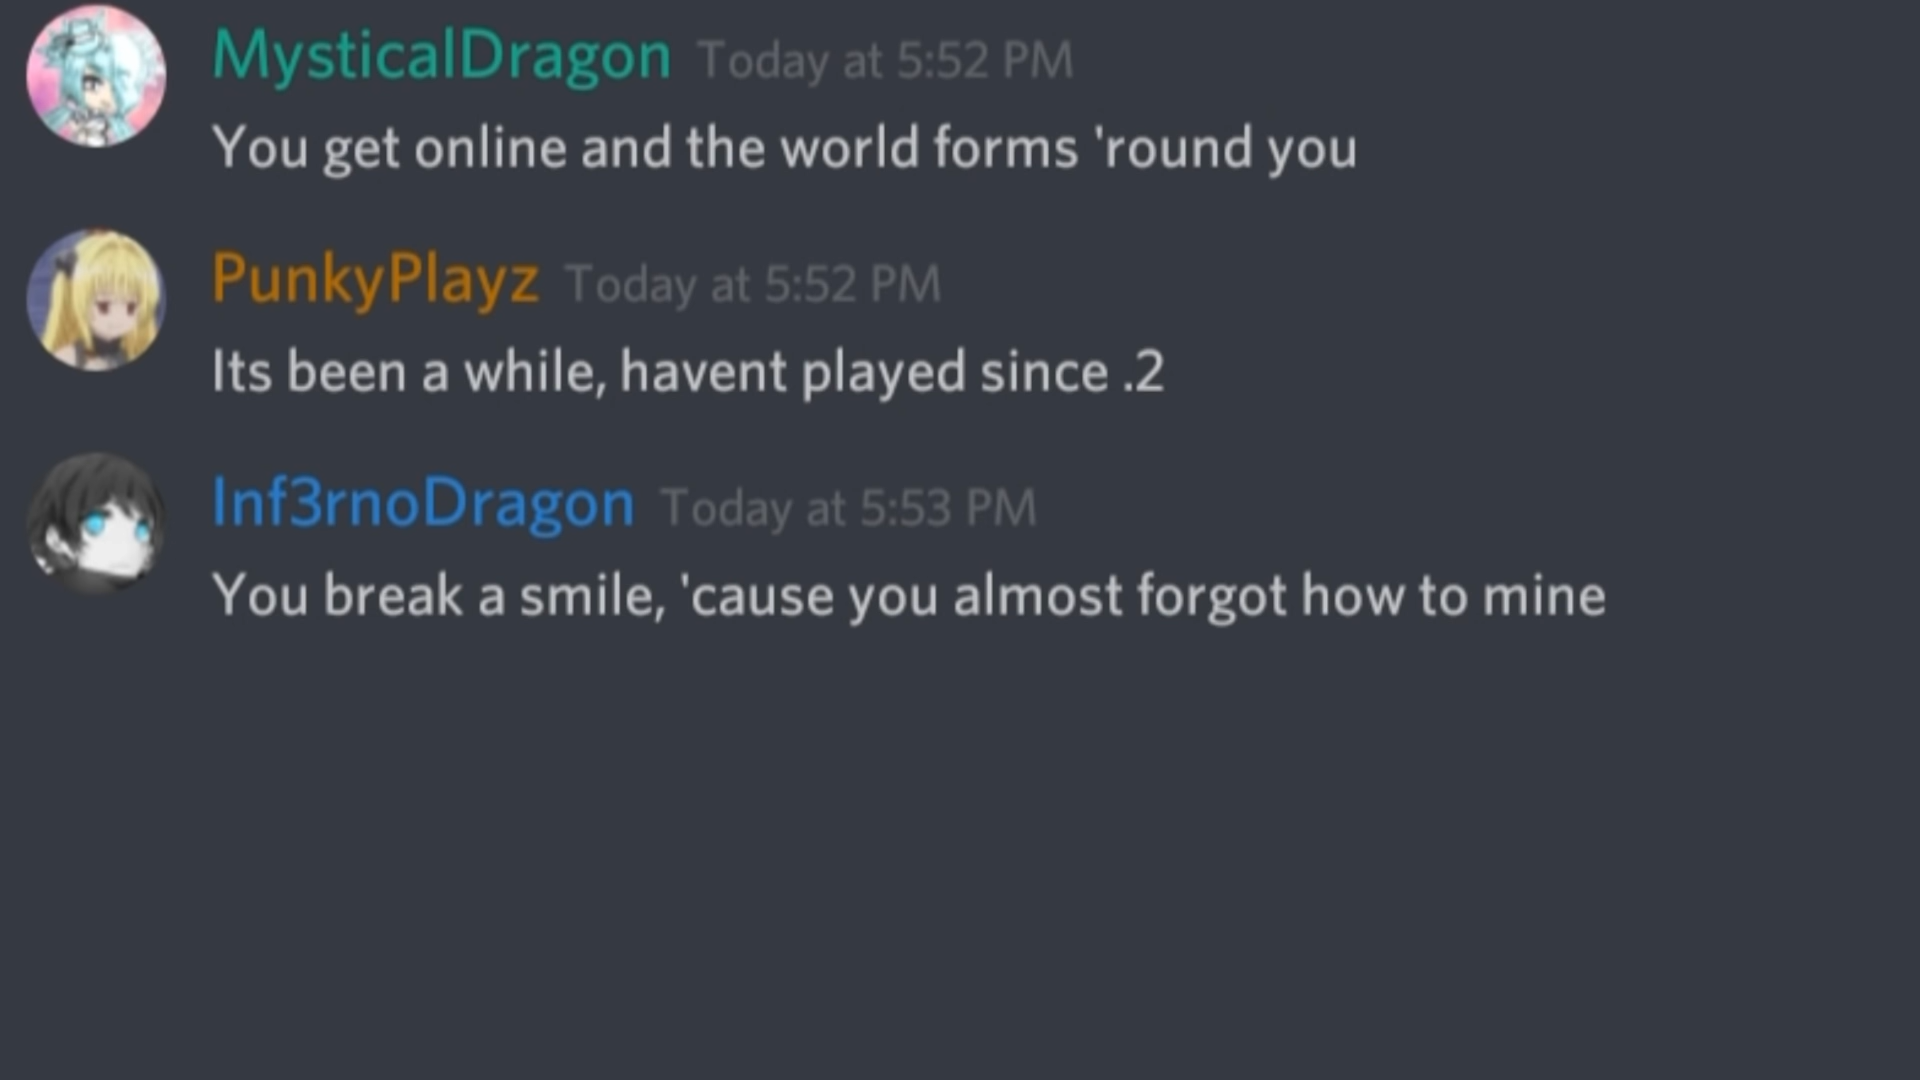 MysticalDragon Today at 5:52 PM
You get online and the world forms 'round you
PunkyPlayz Today at 5:52 PM
Its been a while, havent played since .2
Inf3rnoDragon Today at 5:53 PM
You break a smile, 'cause you almost forgot how to mine